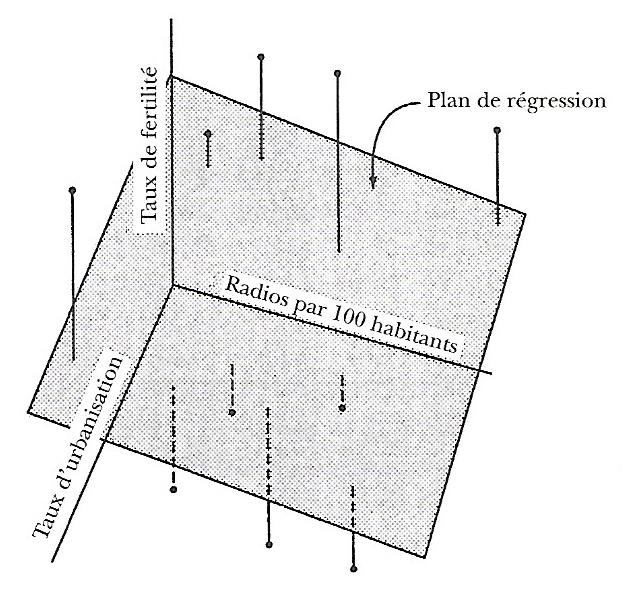 Taux de fertilité
Plan de régression
Radios par 100 habitants
Taux d'urbanisation